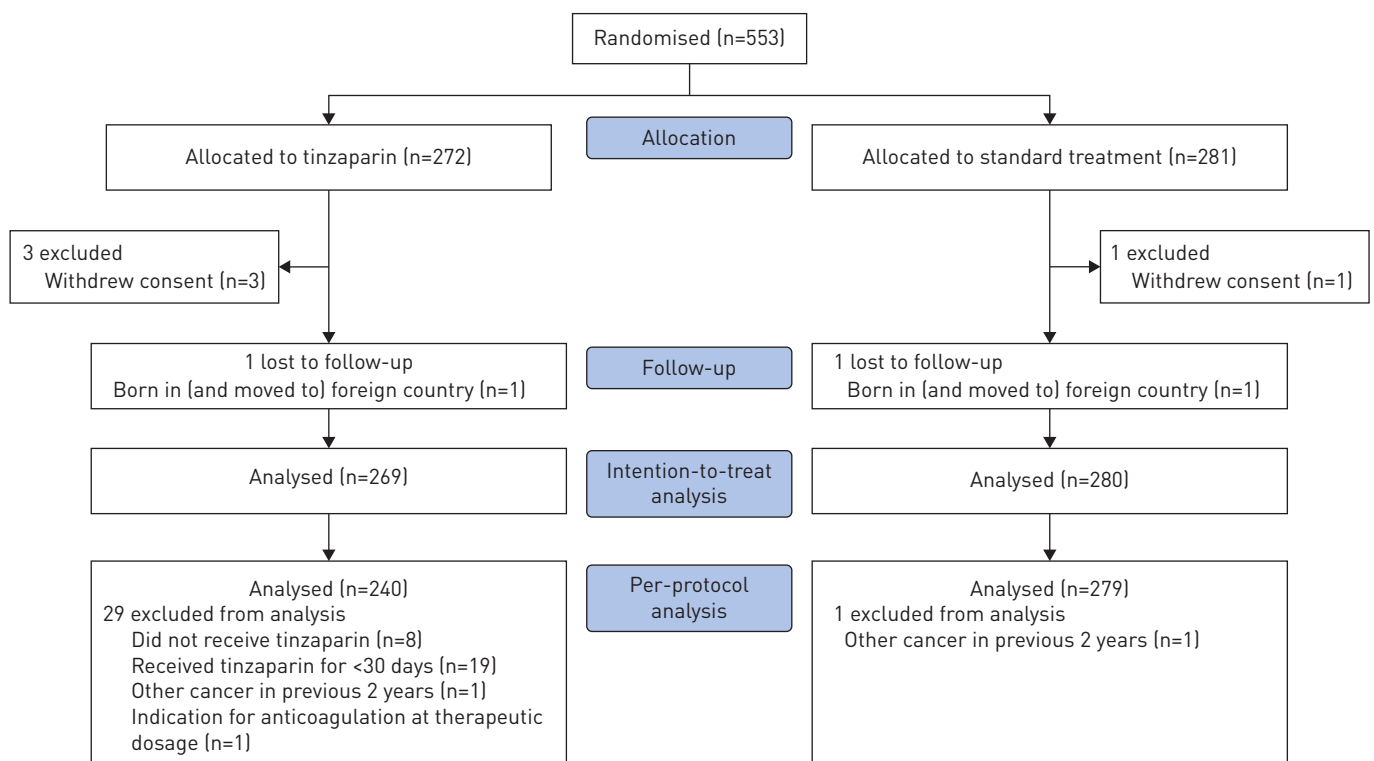 Randomised (n=553)
Allocation
Allocated to tinzaparin (n=272)
Allocated to standard treatment (n=281)
3 excluded
Withdrew consent (n=3)
1 excluded
Withdrew consent (n=1)
Follow-up
1 lost to follow-up
Born in (and moved to) foreign country (n=1)
1 lost to follow-up
Born in (and moved to) foreign country (n=1)
Intention-to-treat
analysis
Analysed (n=269)
Analysed (n=280)
Per-protocol
analysis
Analysed (n=240)
29 excluded from analysis
Did not receive tinzaparin (n=8)
Received tinzaparin for <30 days (n=19)
Other cancer in previous 2 years (n=1)
Indication for anticoagulation at therapeutic
dosage (n=1)
Analysed (n=279)
1 excluded from analysis
Other cancer in previous 2 years (n=1)